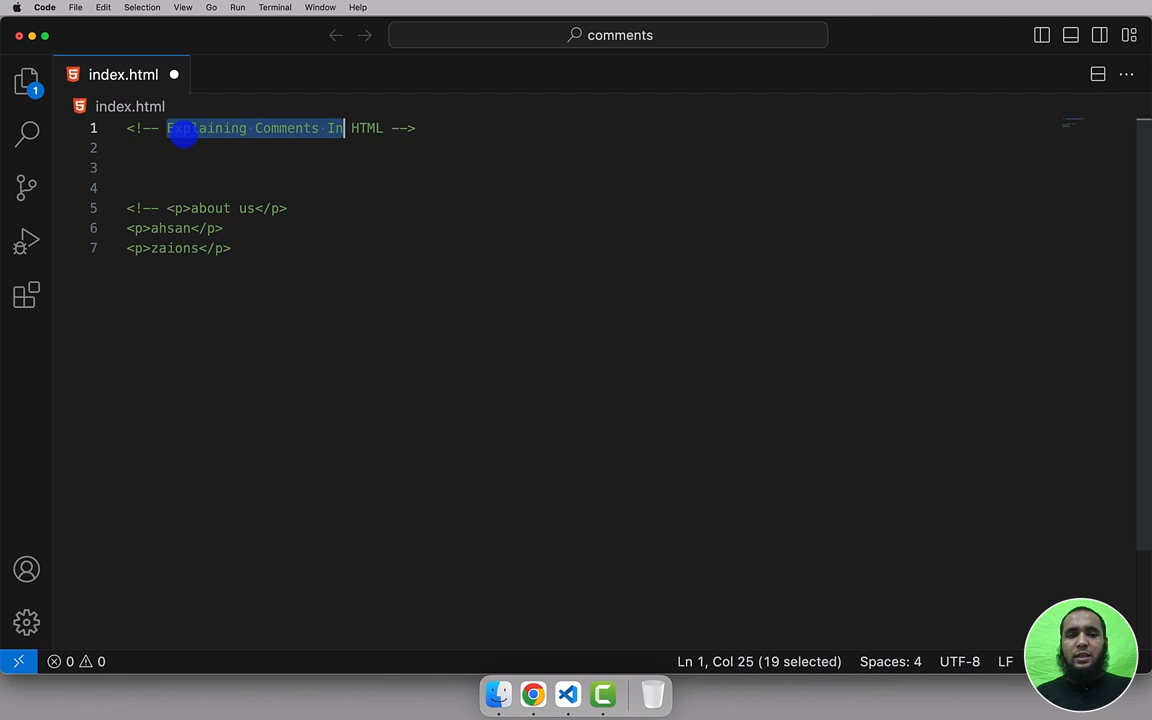 Code File Edit Selection View Go Run Terminal Window Help
comments
index.html
1
index.html
1 <!-- Explaining Comments In HTML -->
2
3
4
5 <!-- <p>about us</p>
6 <p>ahsan</p>
7 <p>zaions</p>
0 0 Ln 1, Col 25 (19 selected) Spaces: 4 UTF-8 LF